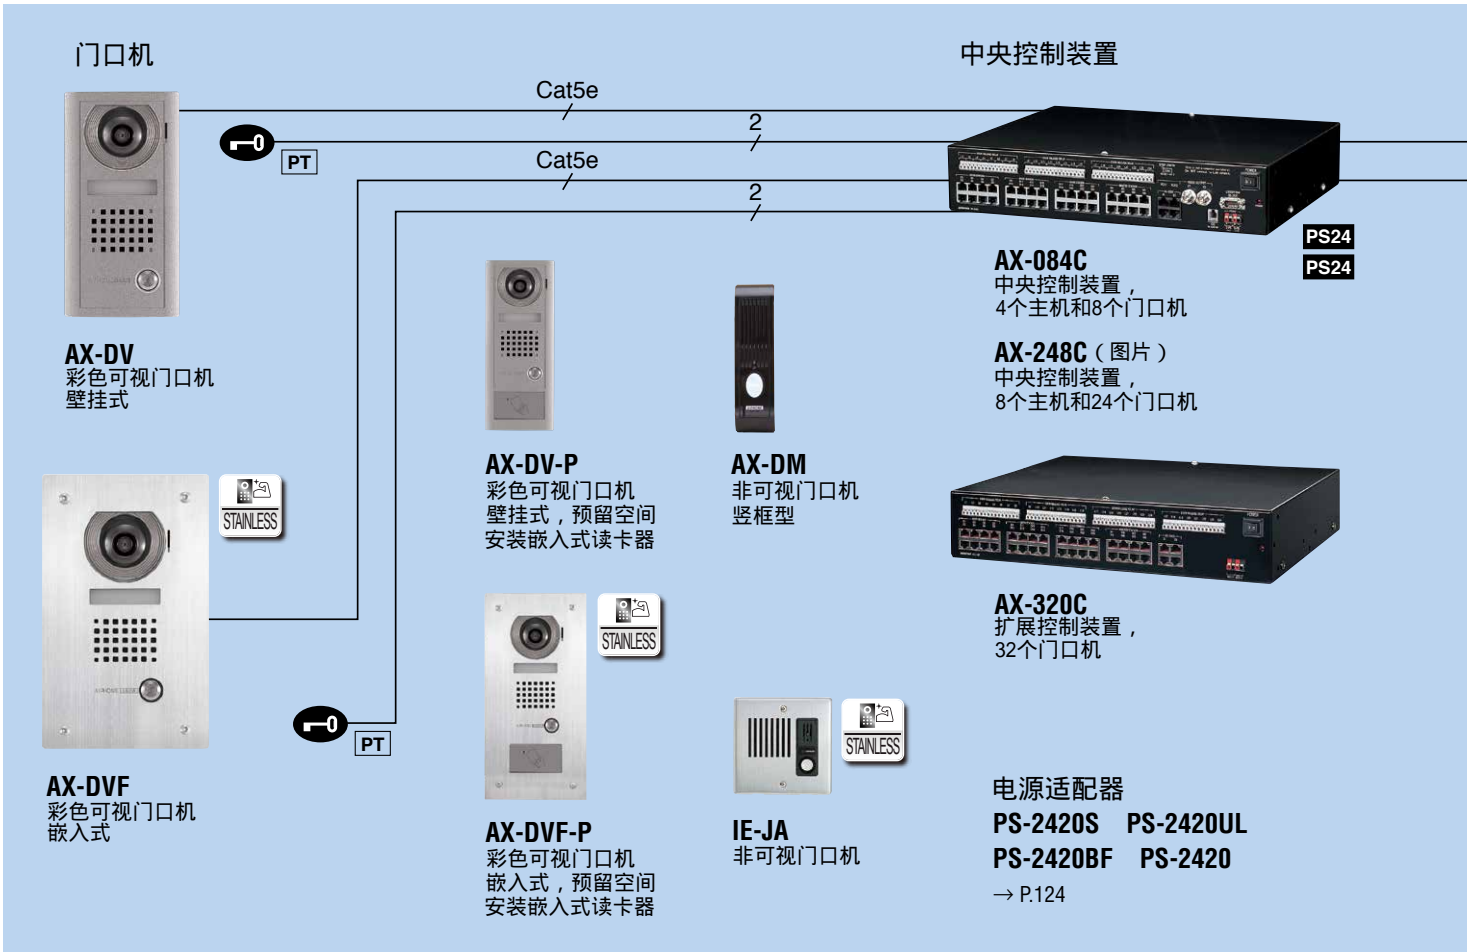 门口机
中央控制装置
Cat5e
2
PT
Cat5e
2
PS24
PS24
AX-084C
中央控制装置，
4个主机和8个门口机
AX-248C（图片）
中央控制装置，
8个主机和24个门口机
AX-DV
彩色可视门口机
壁挂式
STAINLESS
AX-DV-P
彩色可视门口机
壁挂式，预留空间
安装嵌入式读卡器
AX-DM
非可视门口机
竖框型
AX-320C
扩展控制装置，
32个门口机
STAINLESS
PT
STAINLESS
AX-DVF
彩色可视门口机
嵌入式
AX-DVF-P
彩色可视门口机
嵌入式，预留空间
安装嵌入式读卡器
IE-JA
非可视门口机
电源适配器
PS-2420S PS-2420UL
PS-2420BF PS-2420
→ P.124